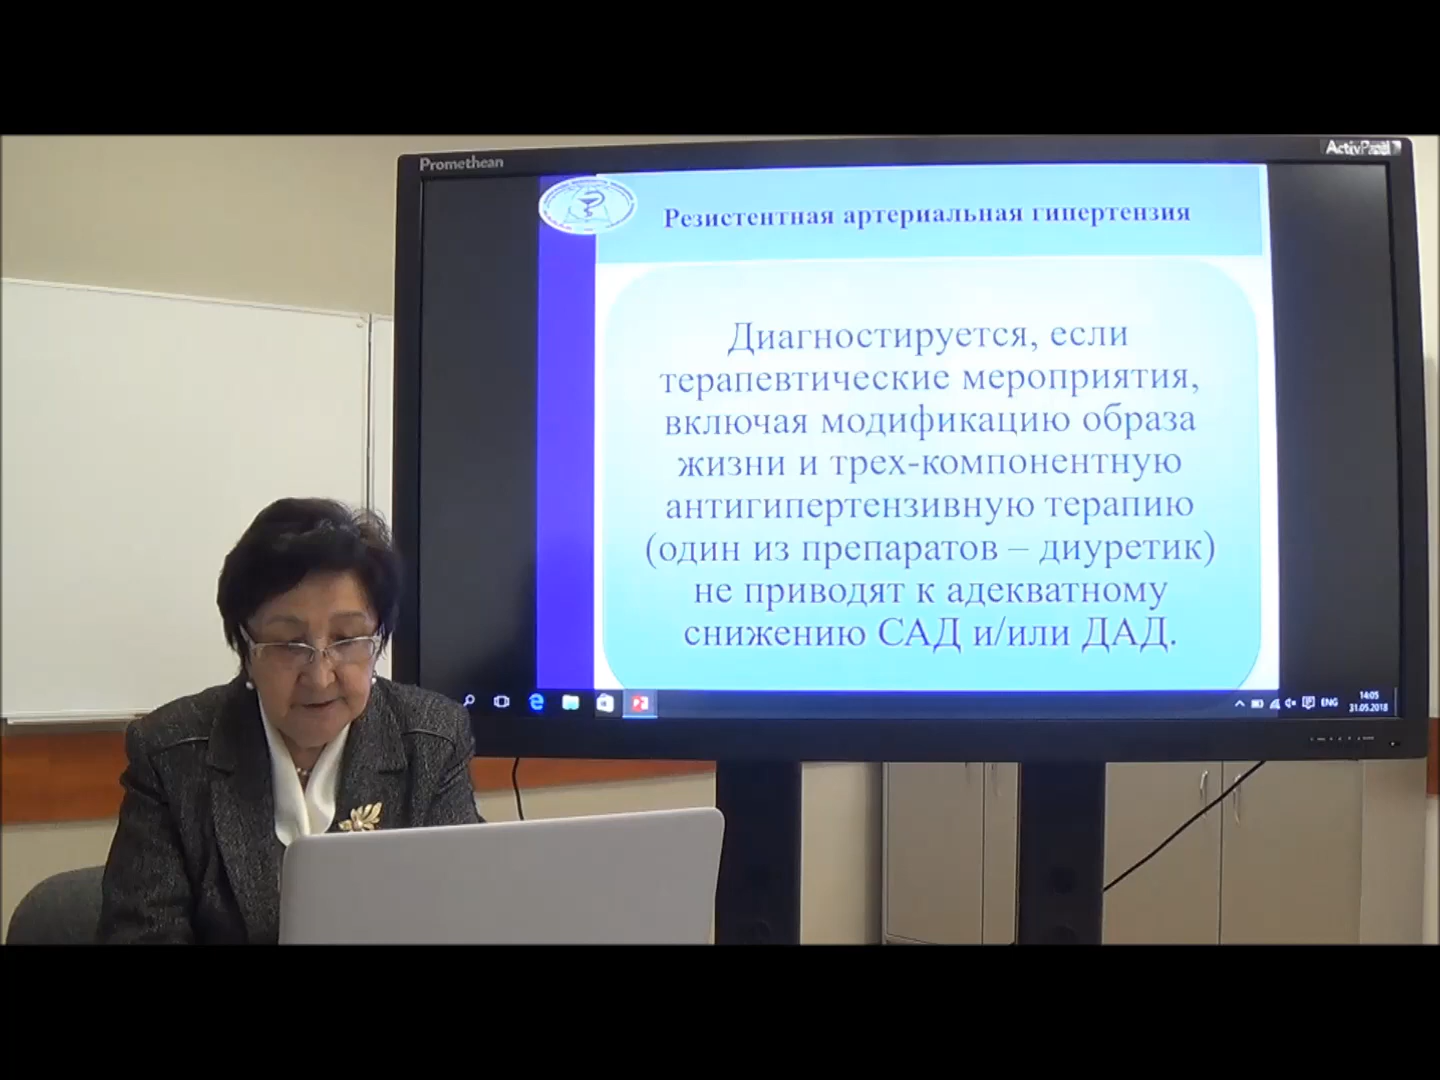 Promethean
Резистентная артериальная гипертензия
Диагностируется, если
терапевтические мероприятия,
включая модификацию образа
жизни и трех-компонентную
антигипертензивную терапию
(один из препаратов – диуретик)
не приводят к адекватному
снижению САД и/или ДАД.
ENG
14:05
31.05.2018